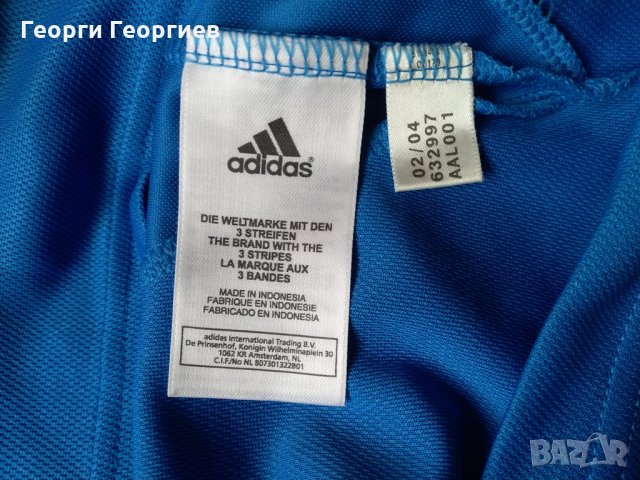 Георги Георгиев
adidas®
DIE WELTMARKE MIT DEN
3 STREIFEN
THE BRAND WITH THE
3 STRIPES
LA MARQUE AUX
3 BANDES
MADE IN INDONESIA
FABRIQUE EN INDONESIE
FABRICADO EN INDONESIA
adidas International Trading B.V.
De Prinsenhof, Konigin Wilhelminaplein 30
1062 KR Amsterdam, NL
C.I.F./No NL 807301322B01
02/04
632997
AAL001
BAZAR